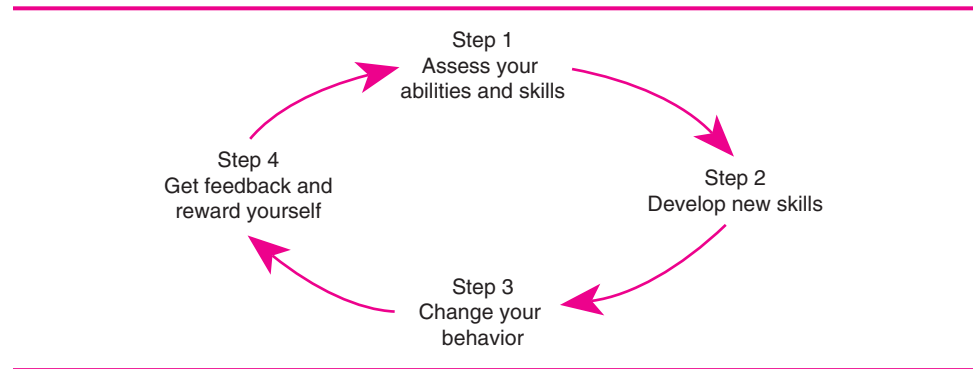 Step 1
Assess your
abilities and skills
Step 2
Develop new skills
Step 3
Change your
behavior
Step 4
Get feedback and
reward yourself